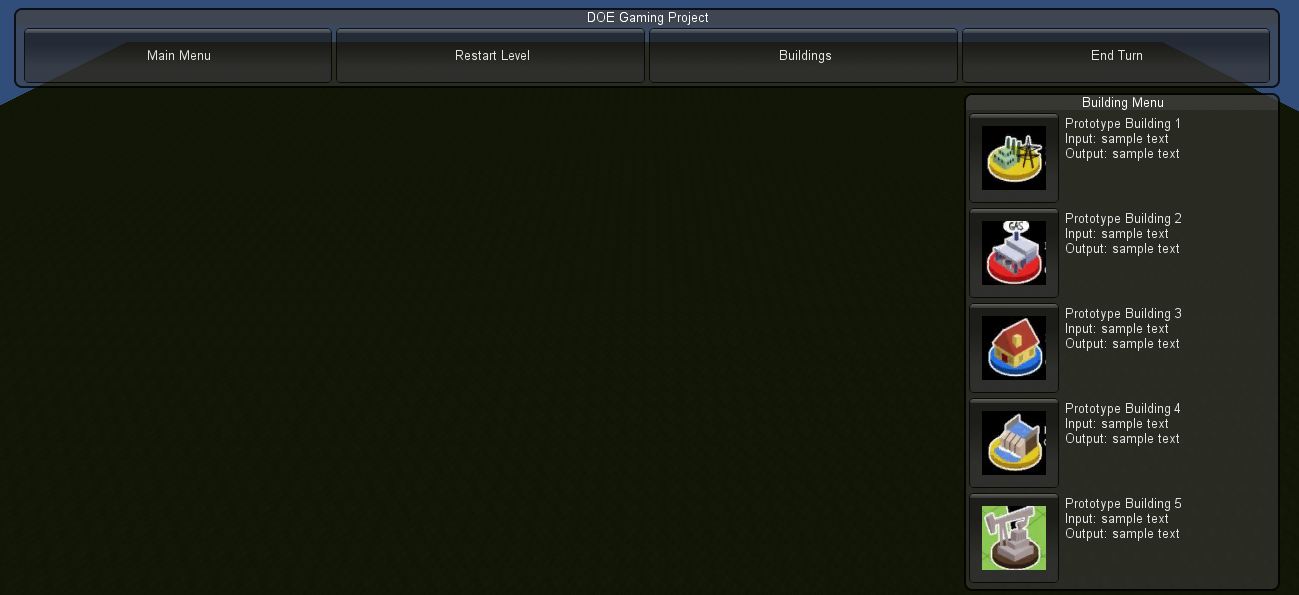 DOE Gaming Project
Main Menu
Restart Level
Buildings
End Turn
Building Menu
Prototype Building 1
Input: sample text
Output: sample text
GAS
Prototype Building 2
Input: sample text
Output: sample text
Prototype Building 3
Input: sample text
Output: sample text
Prototype Building 4
Input: sample text
Output: sample text
Prototype Building 5
Input: sample text
Output: sample text